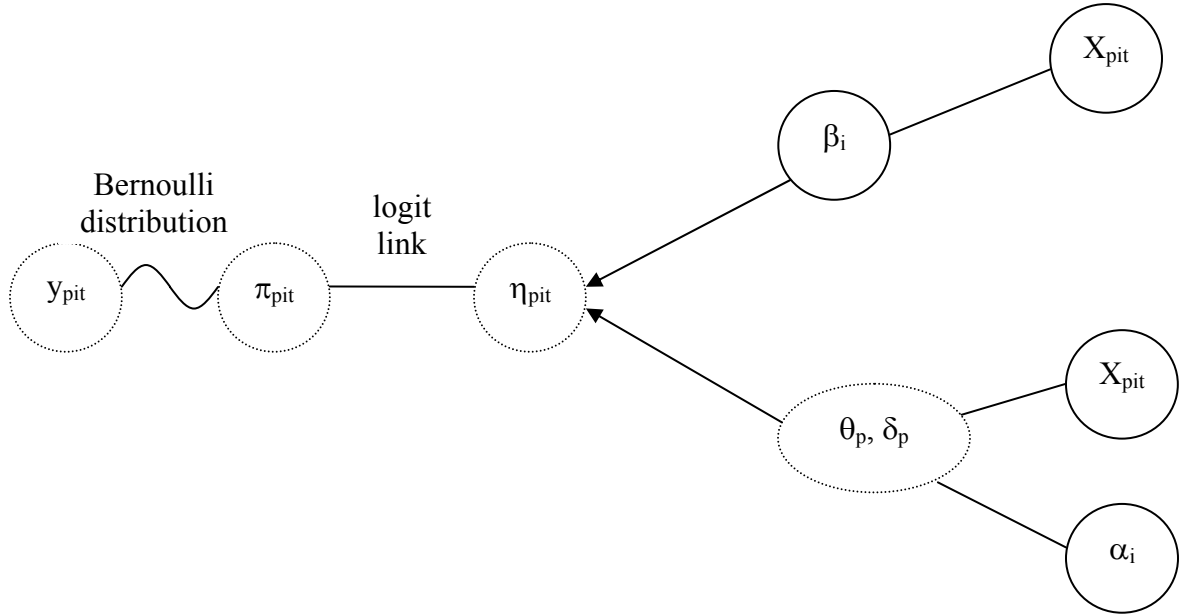 X_pit
β_i
Bernoulli
distribution
logit
link
y_pit
π_pit
η_pit
X_pit
θ_p, δ_p
α_i